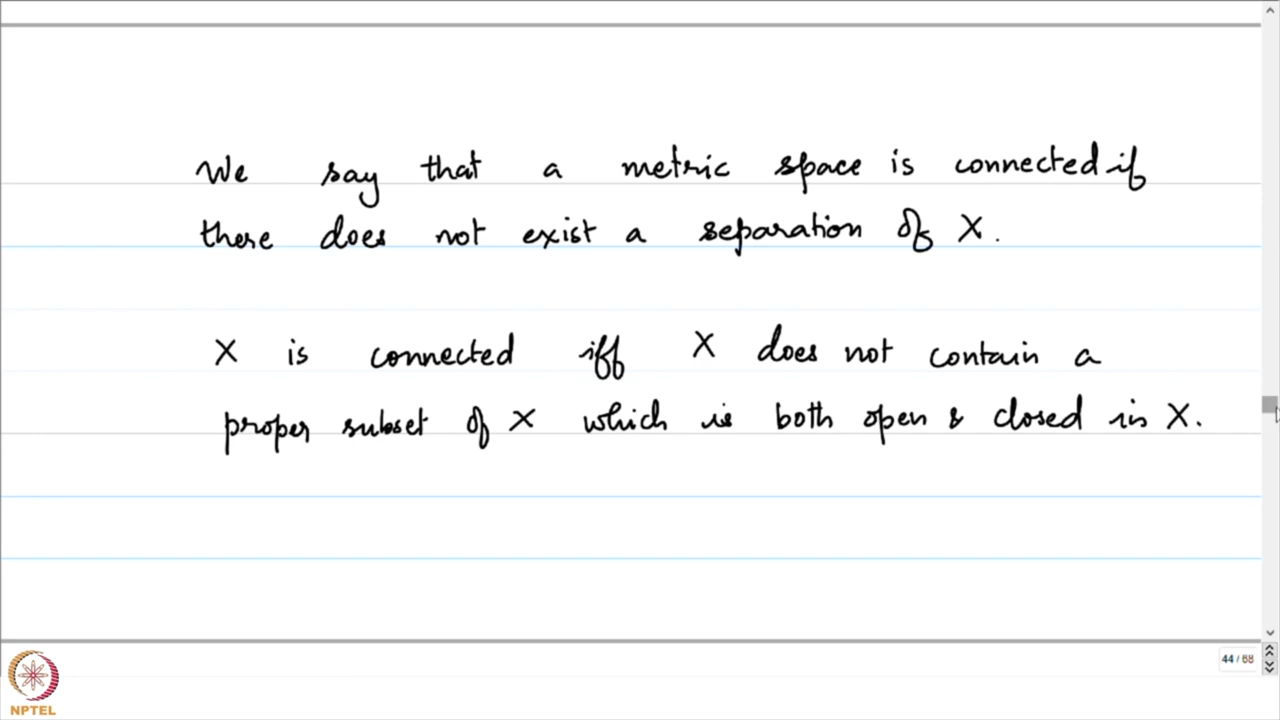 We say that a metric space is connected if
there does not exist a separation of X.
X is connected iff X does not contain a
proper subset of X which is both open & closed in X.
44 / 68
NPTEL